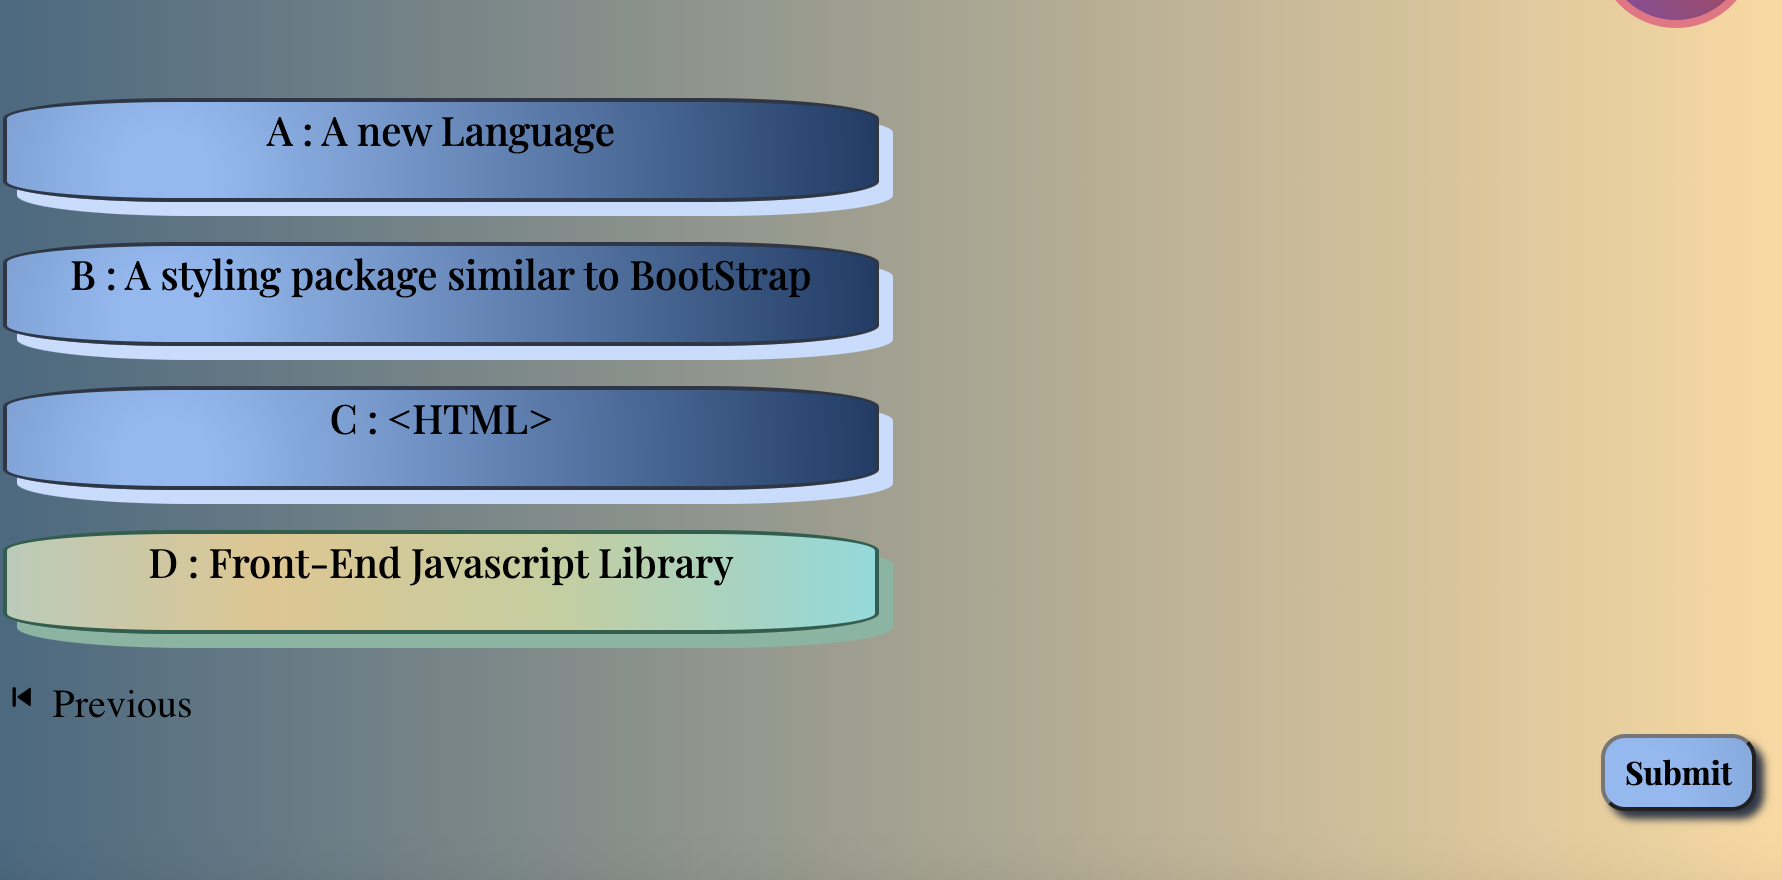 A : A new Language
B : A styling package similar to BootStrap
C : <HTML>
D : Front-End Javascript Library
Previous
Submit